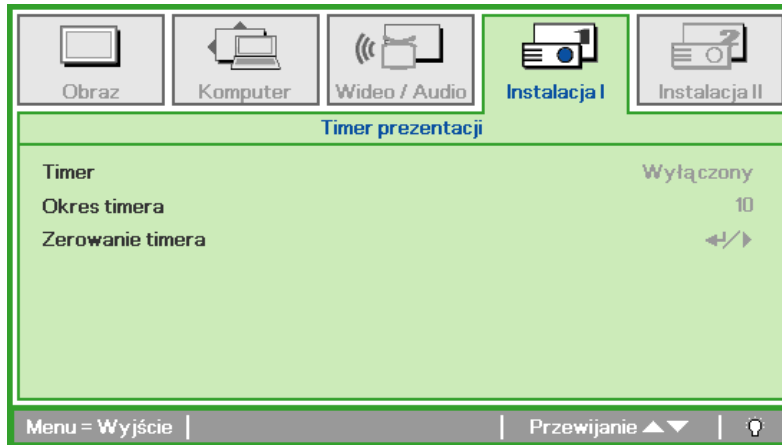 Obraz
Komputer
Wideo / Audio
Instalacja I
Instalacja II
Timer prezentacji
Timer Wyłączony
Okres timera 10
Zerowanie timera ↵/▶
Menu = Wyjście | | Przewijanie ▲▼ |